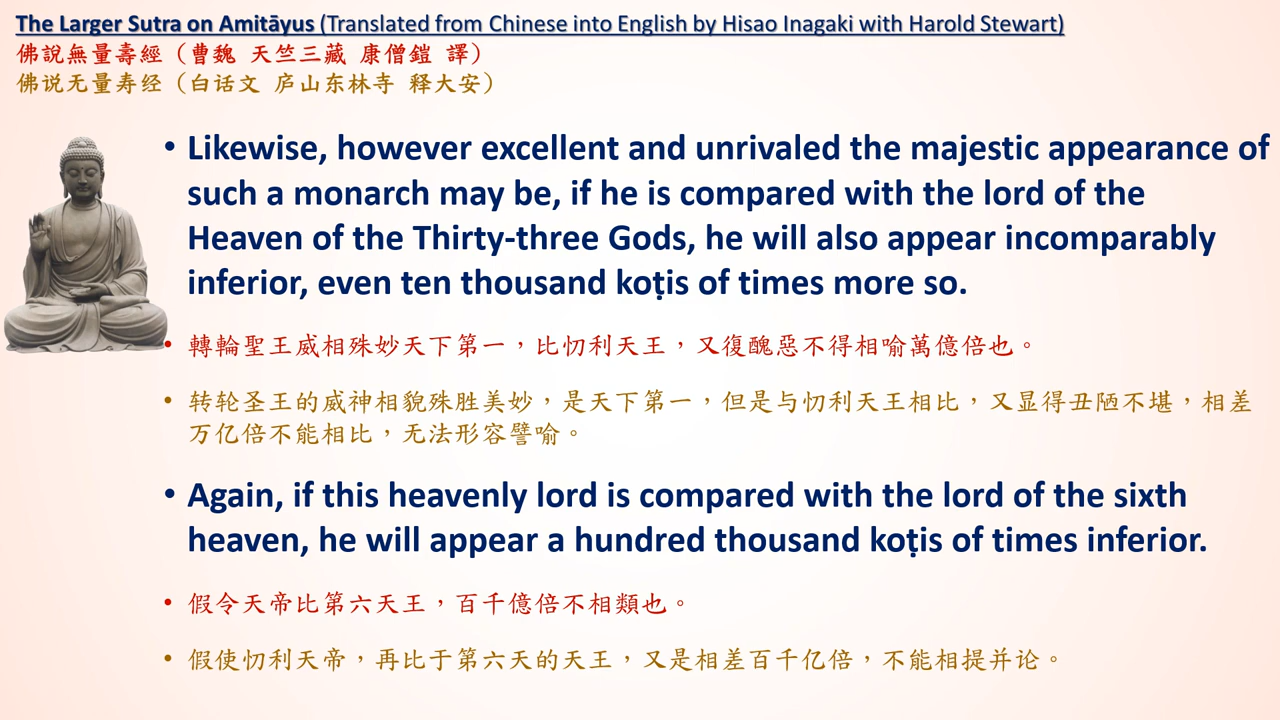 The Larger Sutra on Amitāyus (Translated from Chinese into English by Hisao Inagaki with Harold Stewart)
佛說無量壽經（曹魏 天竺三藏 康僧鎧 譯）
佛说无量寿经（白话文 庐山东林寺 释大安）
• Likewise, however excellent and unrivaled the majestic appearance of
such a monarch may be, if he is compared with the lord of the
Heaven of the Thirty-three Gods, he will also appear incomparably
inferior, even ten thousand koṭis of times more so.
• 轉輪聖王威相殊妙天下第一，比忉利天王，又復醜惡不得相喻萬億倍也。
• 转轮圣王的威神相貌殊胜美妙，是天下第一，但是与忉利天王相比，又显得丑陋不堪，相差
万亿倍不能相比，无法形容譬喻。
• Again, if this heavenly lord is compared with the lord of the sixth
heaven, he will appear a hundred thousand koṭis of times inferior.
• 假令天帝比第六天王，百千億倍不相類也。
• 假使忉利天帝，再比于第六天的天王，又是相差百千亿倍，不能相提并论。